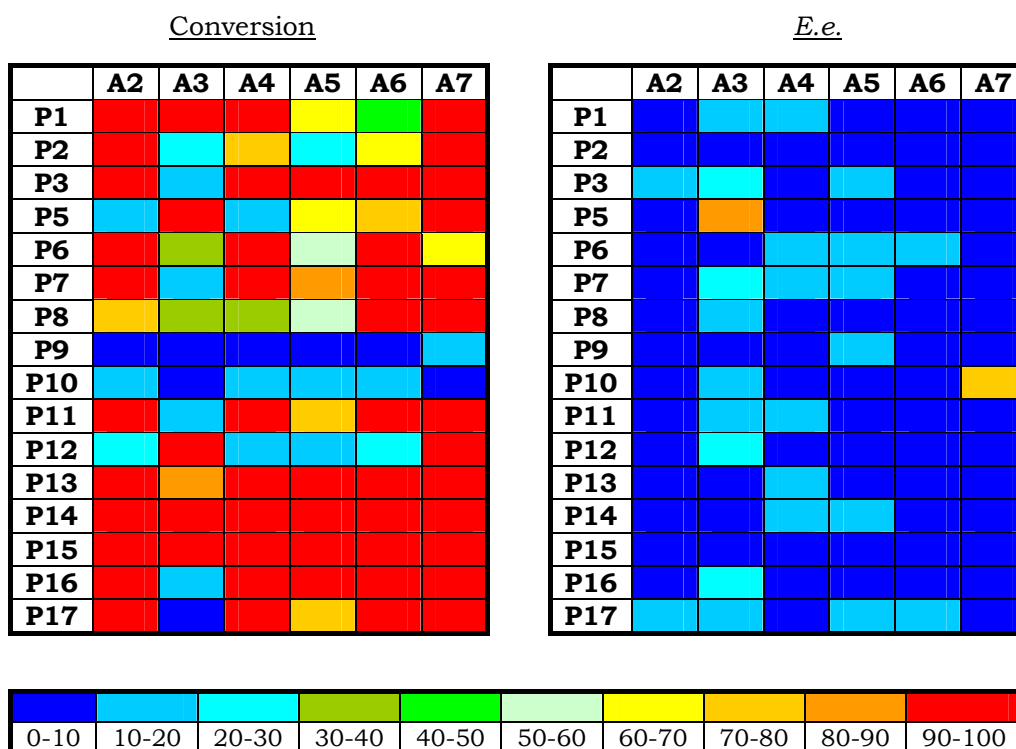 Conversion E.e.
A2 A3 A4 A5 A6 A7 A2 A3 A4 A5 A6 A7
P1 P1
P2 P2
P3 P3
P5 P5
P6 P6
P7 P7
P8 P8
P9 P9
P10 P10
P11 P11
P12 P12
P13 P13
P14 P14
P15 P15
P16 P16
P17 P17
0-10 10-20 20-30 30-40 40-50 50-60 60-70 70-80 80-90 90-100